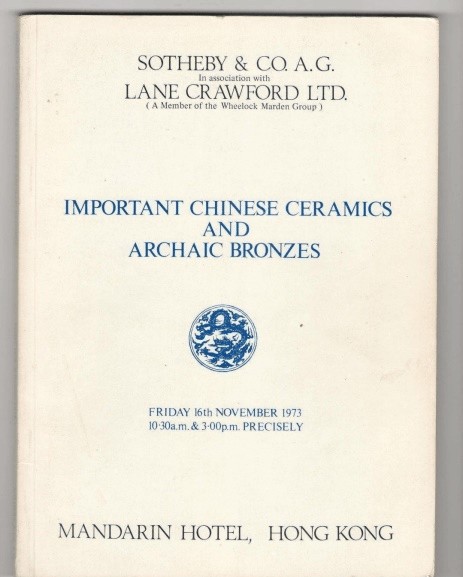 SOTHEBY & CO. A.G.
In association with
LANE CRAWFORD LTD.
( A Member of the Wheelock Marden Group )
IMPORTANT CHINESE CERAMICS
AND
ARCHAIC BRONZES
FRIDAY 16th NOVEMBER 1973
10·30a.m. & 3·00p.m. PRECISELY
MANDARIN HOTEL, HONG KONG